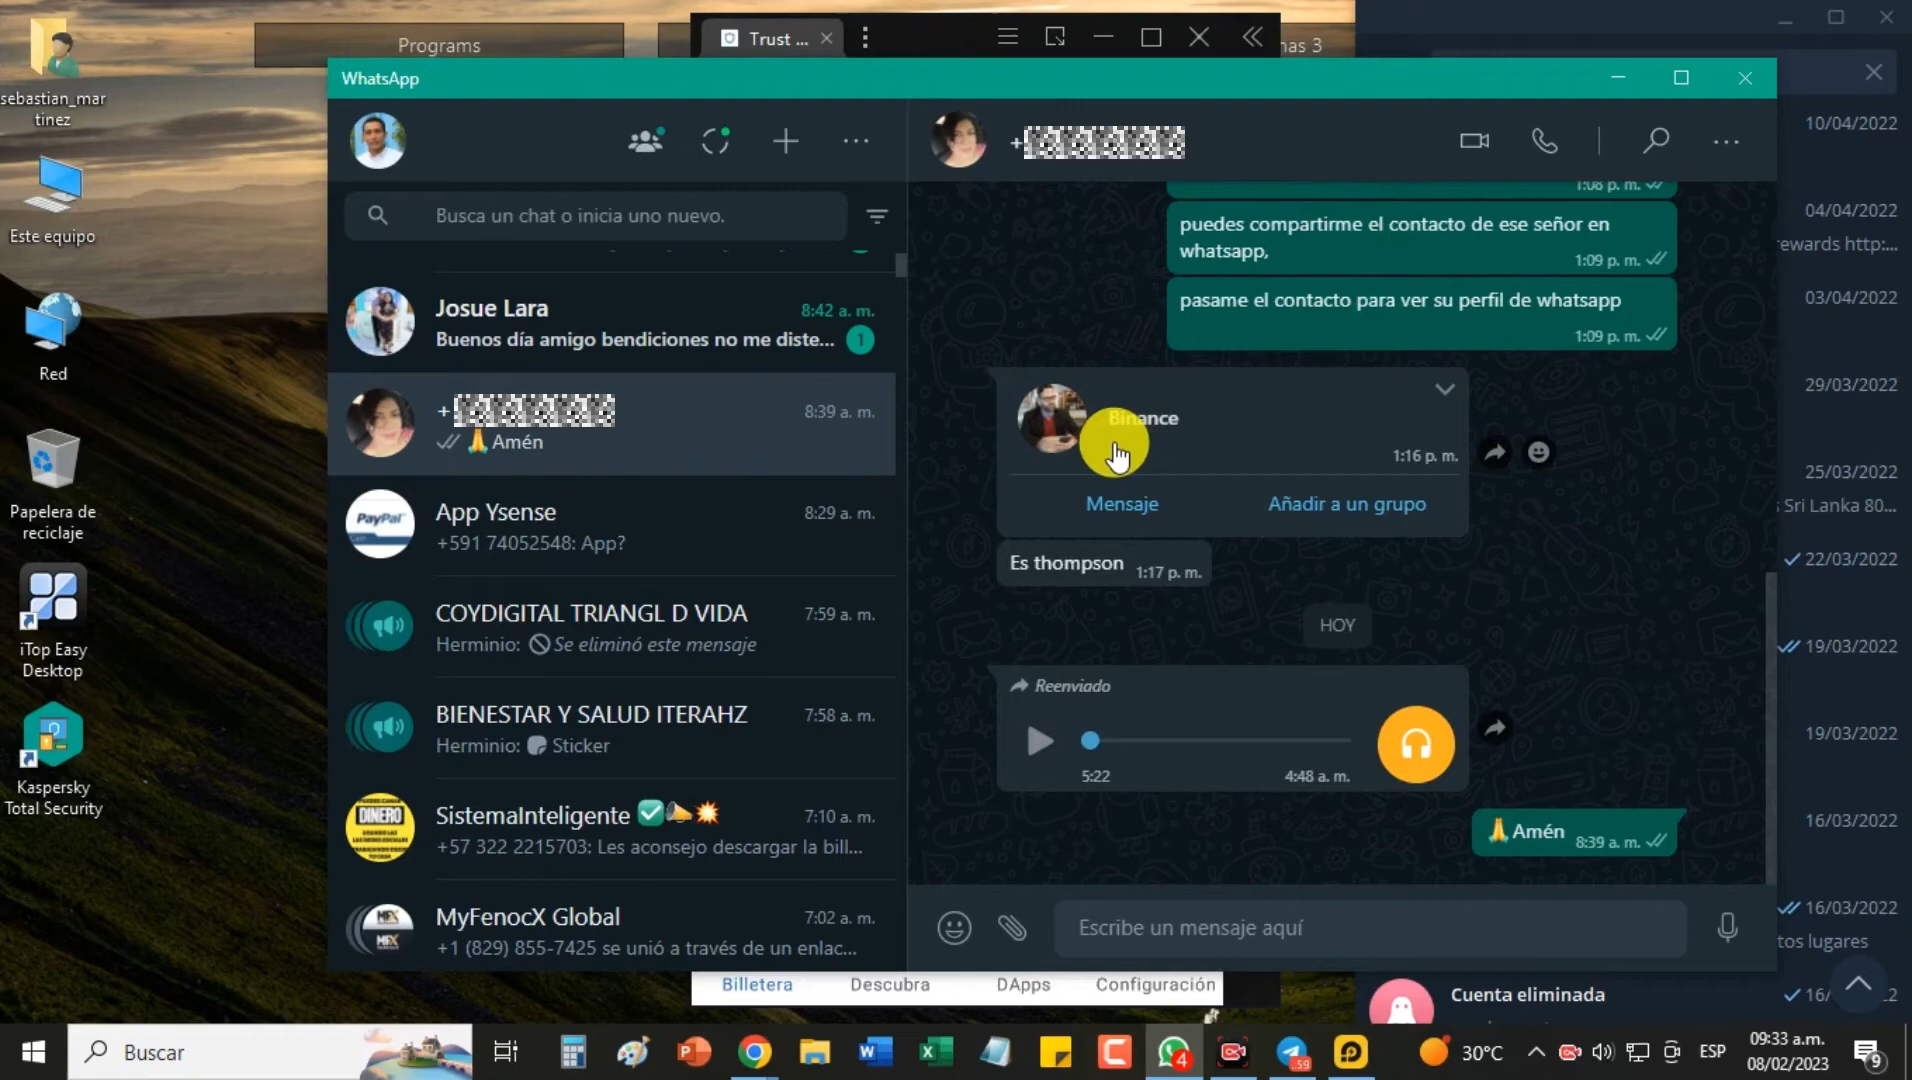 Programs
Trust ...
nas 3
sebastian_mar
tinez
Este equipo
Red
Papelera de
reciclaje
iTop Easy
Desktop
Kaspersky
Total Security
WhatsApp
Busca un chat o inicia uno nuevo.
Josue Lara
8:42 a. m.
Buenos día amigo bendiciones no me diste...
1
+
8:39 a. m.
🙏Amén
App Ysense
8:29 a. m.
+591 74052548: App?
PayPal
COYDIGITAL TRIANGL D VIDA
7:59 a. m.
Herminio: Se eliminó este mensaje
BIENESTAR Y SALUD ITERAHZ
7:58 a. m.
Herminio: Sticker
SistemaInteligente ✅📣💥
7:10 a. m.
+57 322 2215703: Les aconsejo descargar la bill...
DINERO
MyFenocX Global
7:02 a. m.
+1 (829) 855-7425 se unió a través de un enlac...
+
1:08 p. m.
puedes compartirme el contacto de ese señor en
whatsapp,
1:09 p. m.
pasame el contacto para ver su perfil de whatsapp
1:09 p. m.
Binance
1:16 p. m.
Mensaje
Añadir a un grupo
Es thompson
1:17 p. m.
HOY
Reenviado
5:22
4:48 a. m.
🙏Amén
8:39 a. m.
Escribe un mensaje aquí
10/04/2022
04/04/2022
ewards http:...
03/04/2022
29/03/2022
25/03/2022
Sri Lanka 80...
22/03/2022
19/03/2022
19/03/2022
16/03/2022
16/03/2022
tos lugares
Cuenta eliminada
16/
2
Billetera
Descubra
DApps
Configuración
Buscar
4
59
30°C
ESP
09:33 a.m.
08/02/2023
9